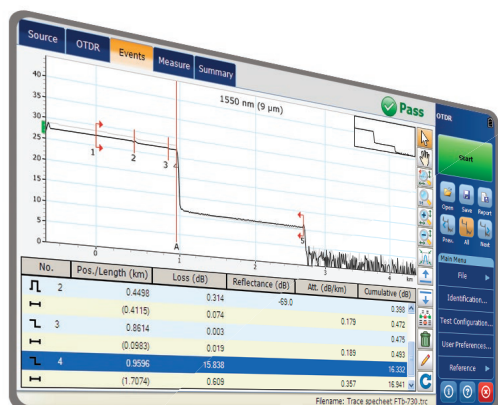 Source OTDR Events Measure Summary
1550 nm (9 µm)
Pass
OTDR
Start
Open Save Report
Prev. All Next
Main Menu
File
Identification...
Test Configuration...
User Preferences...
Reference
40
35
30
25
20
15
10
5
0
1 2 3 4 5
A
0 1 2 3 4 km
No. Pos./Length (km) Loss (dB) Reflectance (dB) Att. (dB/km) Cumulative (dB)
2 0.4498 0.314 -69.0 0.398
(0.4115) 0.074 0.179 0.472
3 0.8614 0.003 0.475
(0.0983) 0.019 0.189 0.493
4 0.9596 15.838 16.332
(1.7074) 0.609 0.357 16.941
Filename: Trace specheet FTb-730.trc